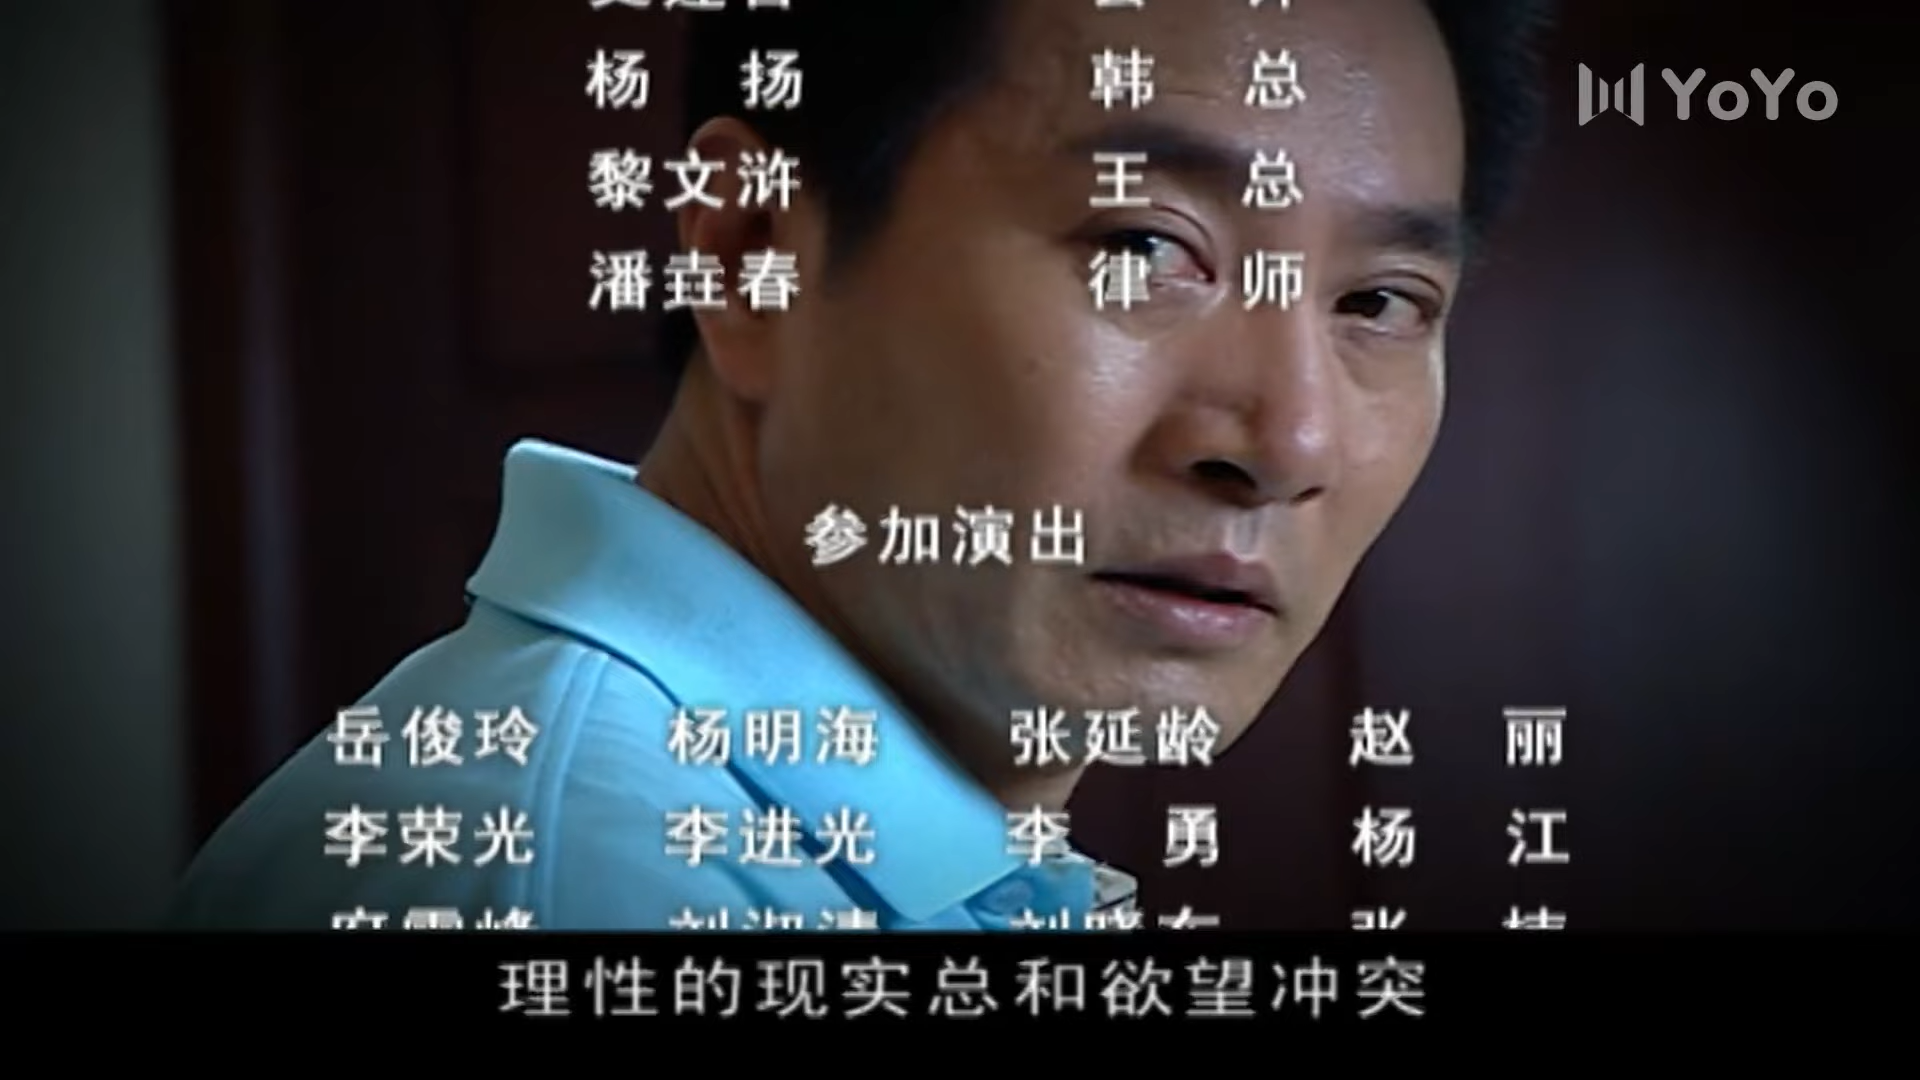 YoYo
杨 扬 韩 总
黎文浒 王 总
潘垚春 律 师
参加演出
岳俊玲 杨明海 张延龄 赵 丽
李荣光 李进光 李 勇 杨 江
理性的现实总和欲望冲突